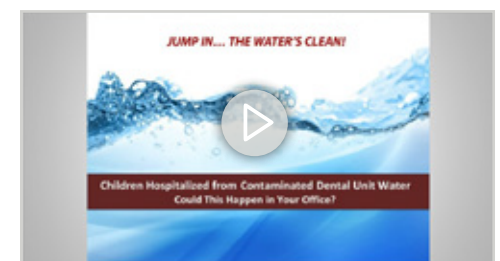 JUMP IN.... THE WATER'S CLEAN!
Children Hospitalized from Contaminated Dental Unit Water
Could This Happen in Your Office?